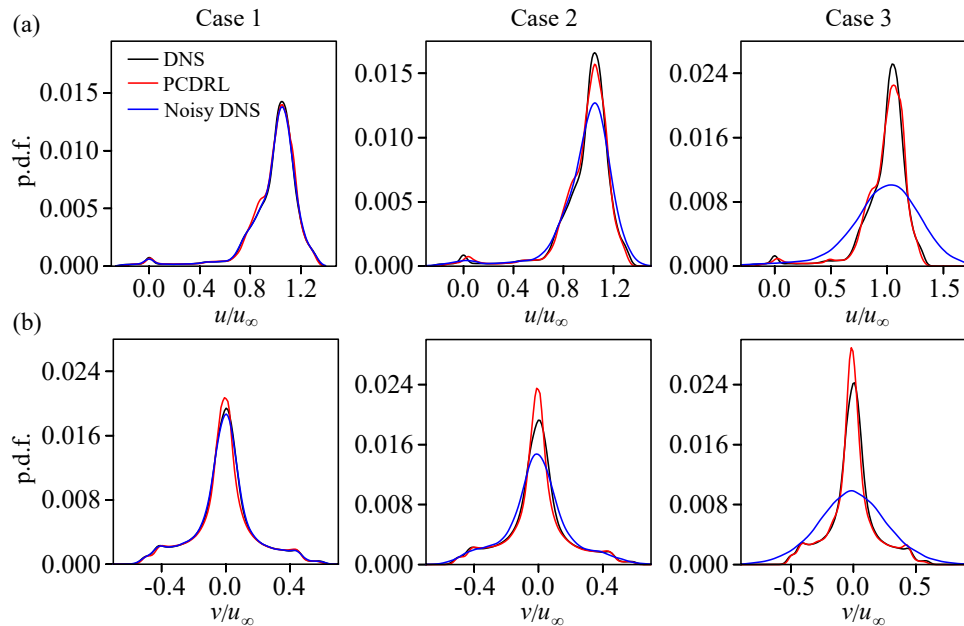 Case 1 Case 2 Case 3
(a)
DNS
PCDRL
Noisy DNS
p.d.f.
0.015
0.010
0.005
0.000
0.0 0.4 0.8 1.2
u/u∞
0.015
0.010
0.005
0.000
0.0 0.4 0.8 1.2
u/u∞
0.024
0.016
0.008
0.000
0.0 0.5 1.0 1.5
u/u∞
(b)
p.d.f.
0.024
0.016
0.008
0.000
-0.4 0.0 0.4
v/u∞
0.024
0.016
0.008
0.000
-0.4 0.0 0.4
v/u∞
0.024
0.016
0.008
0.000
-0.5 0.0 0.5
v/u∞